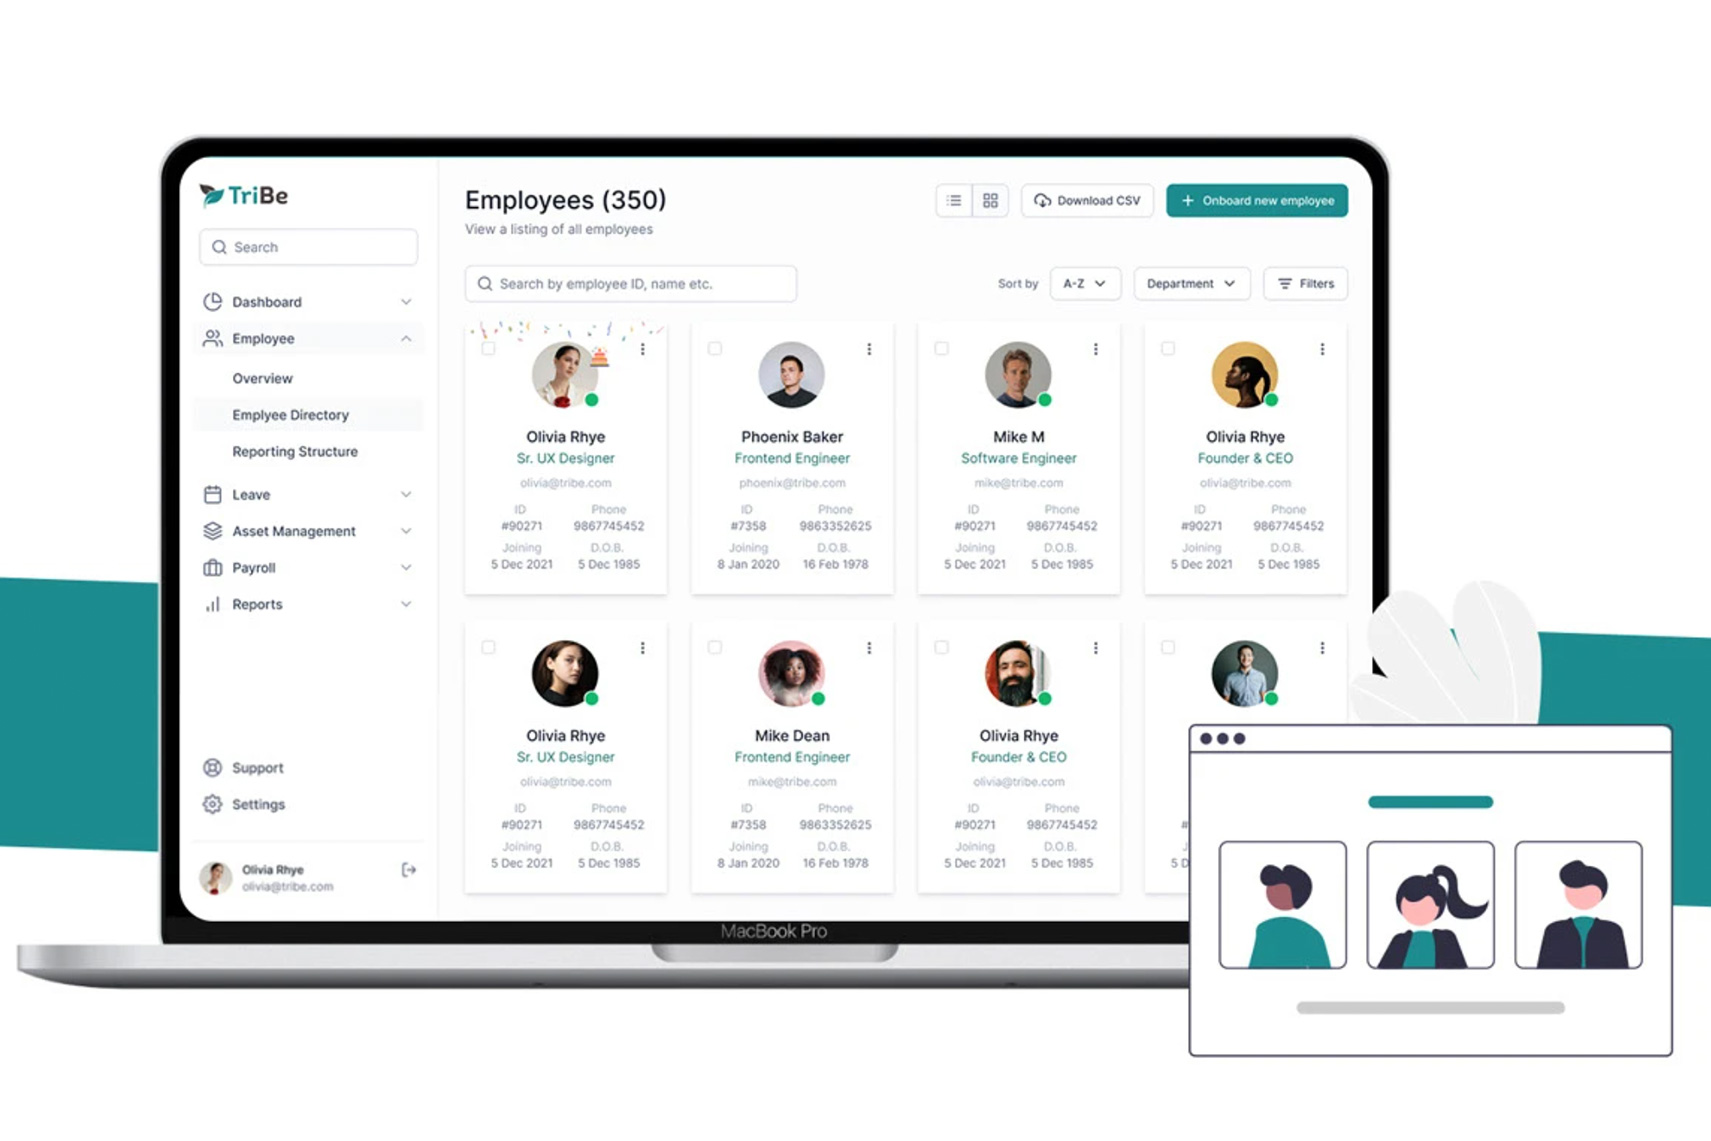 TriBe
Search
Dashboard
Employee
Overview
Emplyee Directory
Reporting Structure
Leave
Asset Management
Payroll
Reports
Support
Settings
Olivia Rhye
olivia@tribe.com
Employees (350)
View a listing of all employees
Download CSV
+ Onboard new employee
Search by employee ID, name etc.
Sort by
A-Z
Department
Filters
Olivia Rhye
Sr. UX Designer
olivia@tribe.com
ID Phone
#90271 9867745452
Joining D.O.B.
5 Dec 2021 5 Dec 1985
Phoenix Baker
Frontend Engineer
phoenix@tribe.com
ID Phone
#7358 9863352625
Joining D.O.B.
8 Jan 2020 16 Feb 1978
Mike M
Software Engineer
mike@tribe.com
ID Phone
#90271 9867745452
Joining D.O.B.
5 Dec 2021 5 Dec 1985
Olivia Rhye
Founder & CEO
olivia@tribe.com
ID Phone
#90271 9867745452
Joining D.O.B.
5 Dec 2021 5 Dec 1985
Olivia Rhye
Sr. UX Designer
olivia@tribe.com
ID Phone
#90271 9867745452
Joining D.O.B.
5 Dec 2021 5 Dec 1985
Mike Dean
Frontend Engineer
mike@tribe.com
ID Phone
#7358 9863352625
Joining D.O.B.
8 Jan 2020 16 Feb 1978
Olivia Rhye
Founder & CEO
olivia@tribe.com
ID Phone
#90271 9867745452
Joining D.O.B.
5 Dec 2021 5 Dec 1985
#
5 D
MacBook Pro